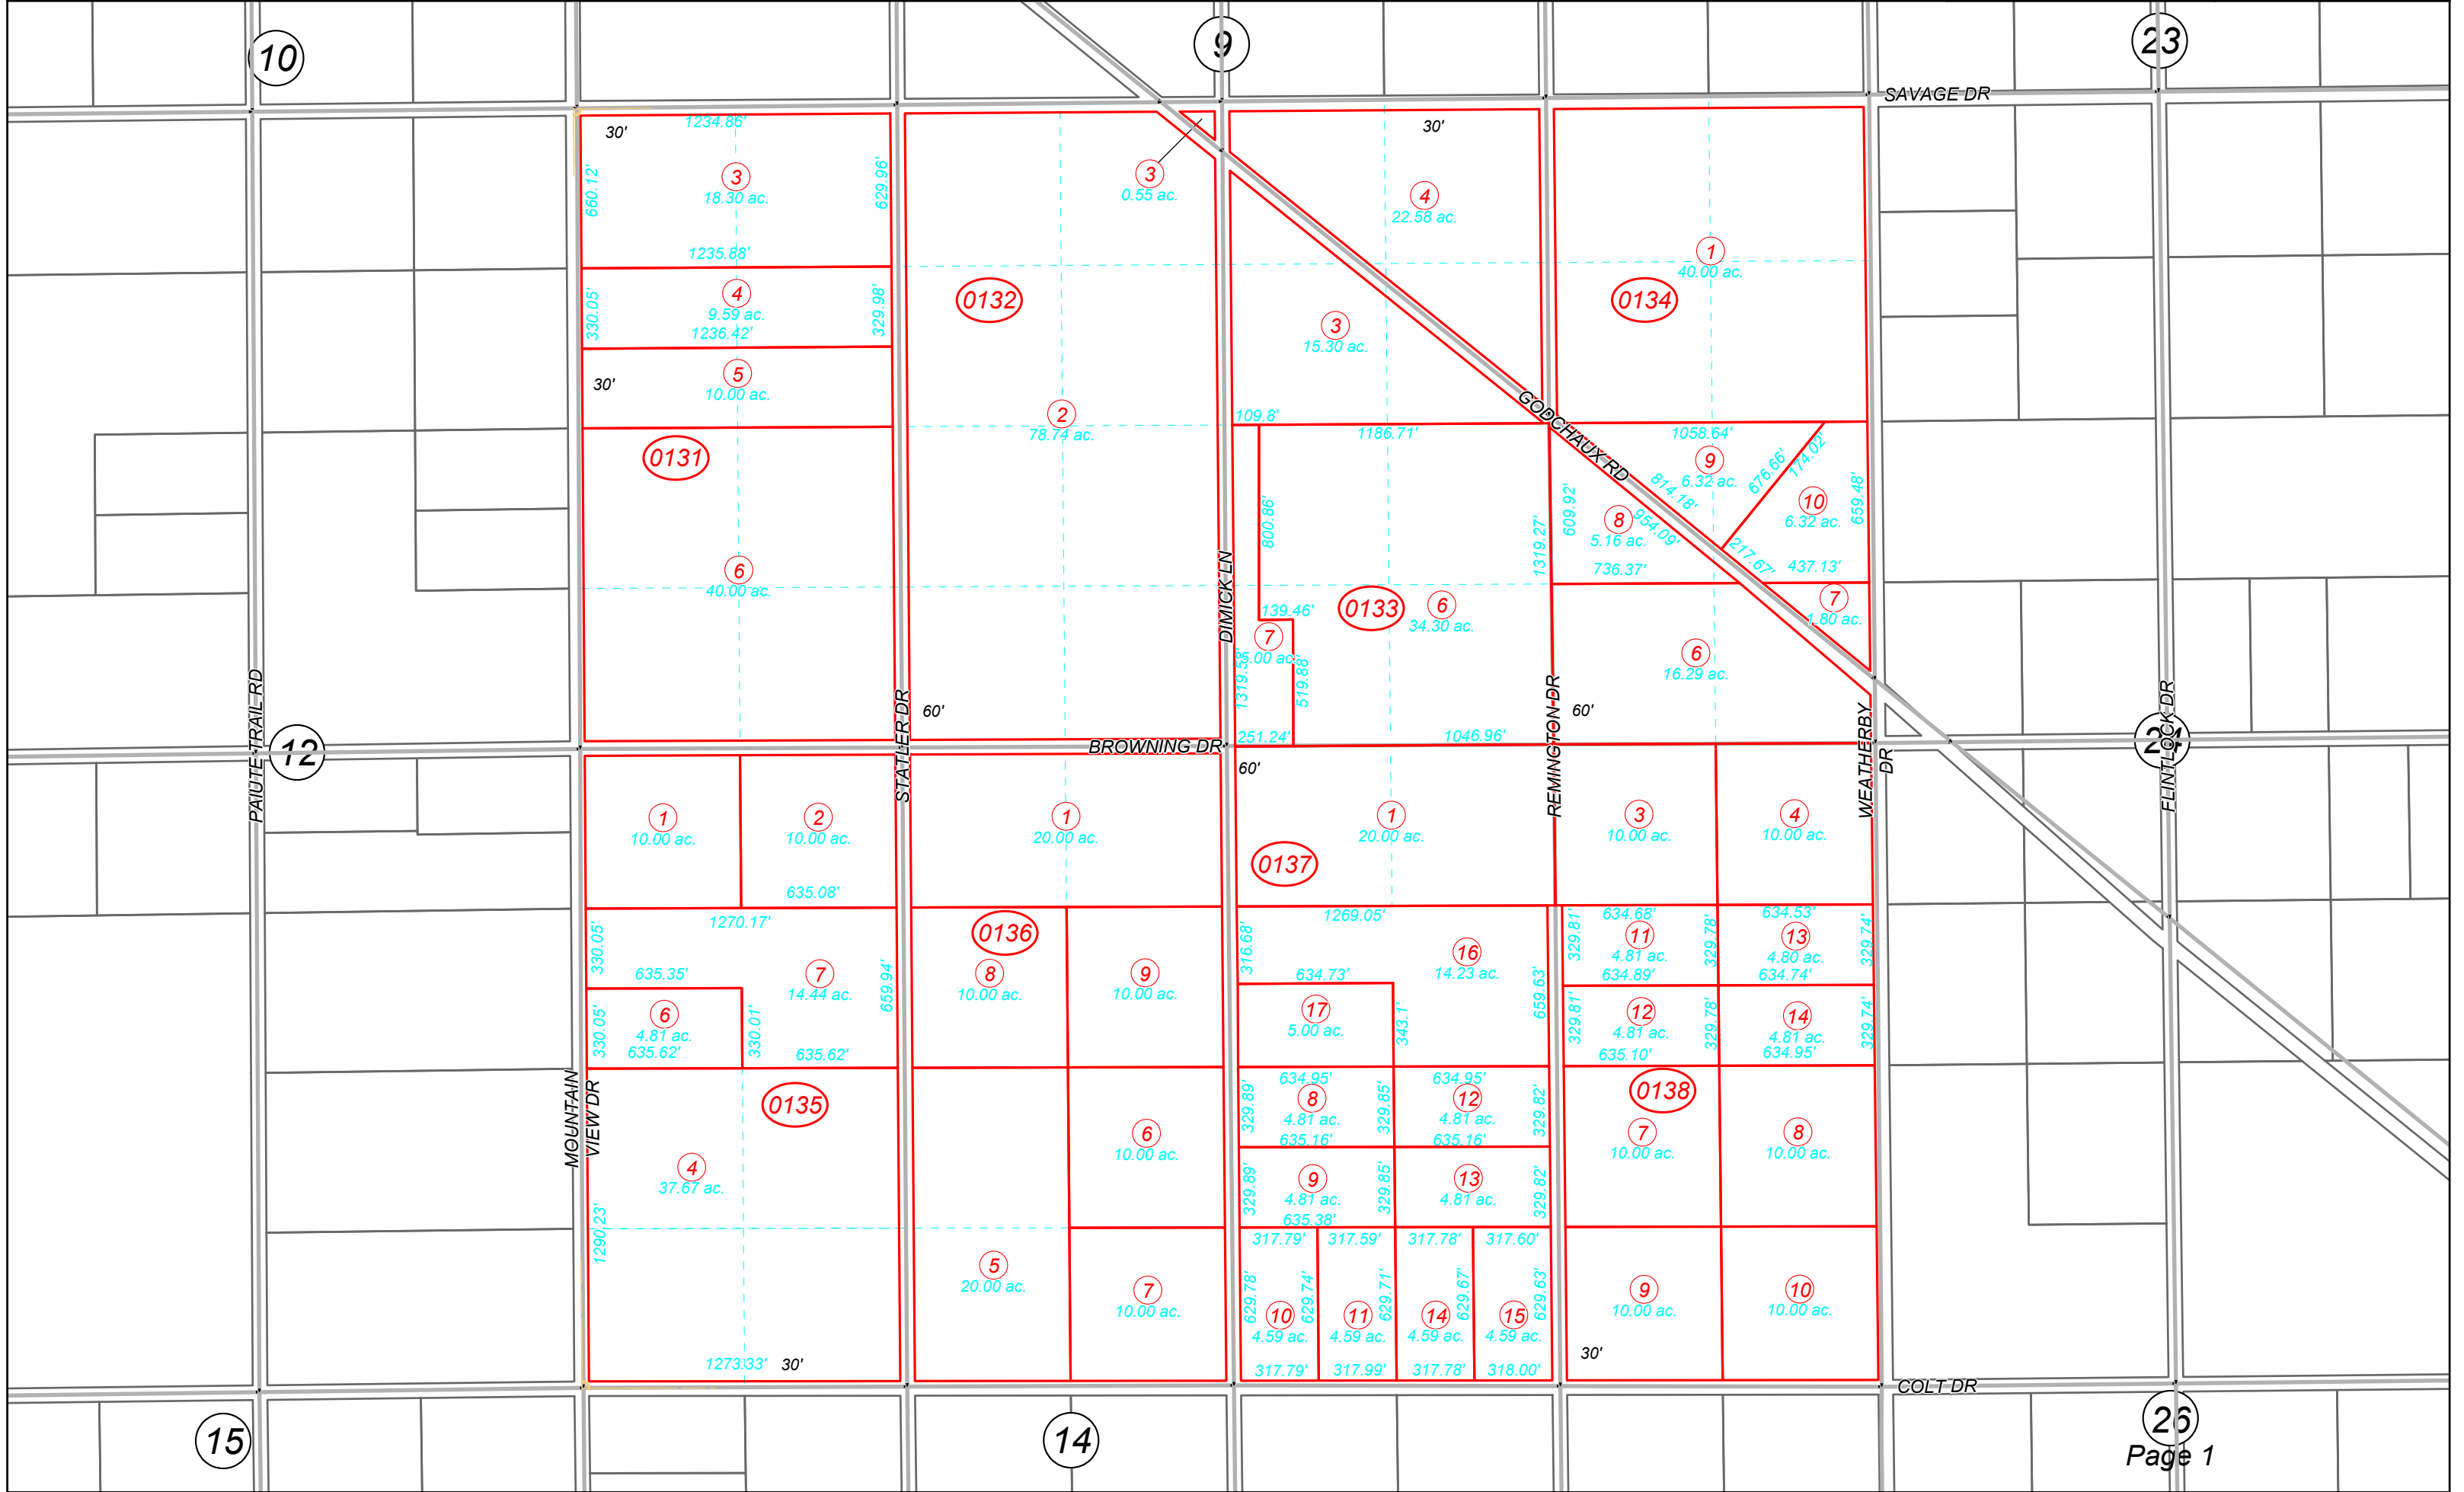 10
9
23
SAVAGE DR
30'
1234.86'
660.12'
629.96'
3
18.30 ac.
1235.88'
330.05'
329.98'
4
9.59 ac.
1236.42'
30'
5
10.00 ac.
0131
6
40.00 ac.
0132
3
0.55 ac.
2
78.74 ac.
60'
30'
4
22.58 ac.
3
15.30 ac.
109.8'
1186.71'
800.86'
1319.27'
139.46'
0133
6
34.30 ac.
7
5.00 ac.
1319.58'
519.88'
251.24'
1046.96'
1
40.00 ac.
0134
GODCHAUX RD
1058.64'
9
6.32 ac.
676.66'
174.02'
814.18'
954.09'
609.92'
8
5.16 ac.
10
6.32 ac.
659.48'
217.67'
736.37'
437.13'
7
1.80 ac.
6
16.29 ac.
60'
PAIUTE TRAIL RD
STATLER DR
DIMICK LN
REMINGTON DR
WEATHERBY
DR
FLINTLOCK DR
12
BROWNING DR
24
60'
1
10.00 ac.
2
10.00 ac.
635.08'
1
20.00 ac.
1
20.00 ac.
0137
3
10.00 ac.
4
10.00 ac.
1270.17'
330.05'
635.35'
7
14.44 ac.
659.94'
6
4.81 ac.
330.05'
635.62'
330.01'
635.62'
0136
8
10.00 ac.
9
10.00 ac.
1269.05'
316.68'
634.73'
16
14.23 ac.
659.63'
17
5.00 ac.
343.1'
329.81'
634.68'
11
4.81 ac.
634.89'
329.78'
634.53'
13
4.80 ac.
634.74'
329.74'
329.81'
12
4.81 ac.
635.10'
329.78'
14
4.81 ac.
634.95'
329.74'
MOUNTAIN
VIEW DR
0135
4
37.67 ac.
1290.23'
1273.33'
30'
6
10.00 ac.
5
20.00 ac.
7
10.00 ac.
634.95'
329.89'
8
4.81 ac.
635.16'
329.85'
634.95'
12
4.81 ac.
635.16'
329.82'
329.89'
9
4.81 ac.
635.38'
329.85'
13
4.81 ac.
329.82'
317.79'
317.59'
317.78'
317.60'
629.78'
629.74'
629.71'
629.67'
629.63'
10
4.59 ac.
11
4.59 ac.
14
4.59 ac.
15
4.59 ac.
317.79'
317.99'
317.78'
318.00'
0138
7
10.00 ac.
8
10.00 ac.
9
10.00 ac.
10
10.00 ac.
30'
COLT DR
15
14
26
Page 1